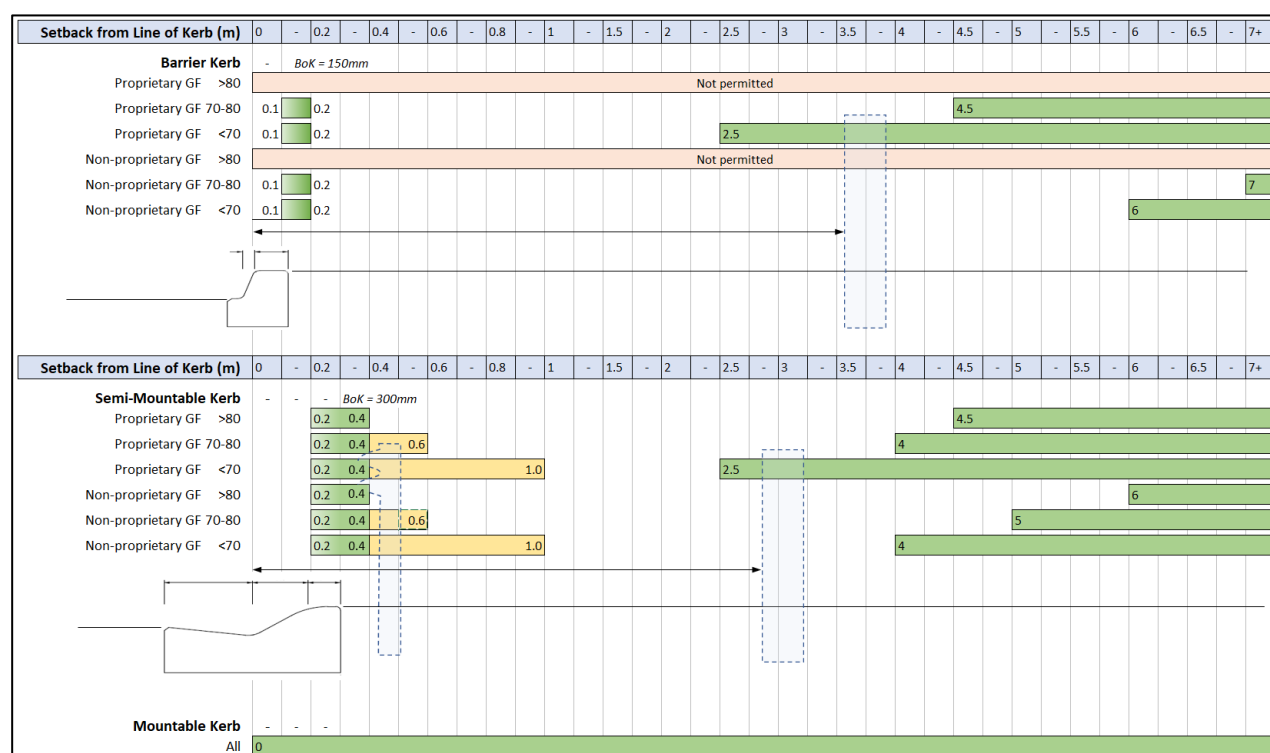 Setback from Line of Kerb (m) 0 - 0.2 - 0.4 - 0.6 - 0.8 - 1 - 1.5 - 2 - 2.5 - 3 - 3.5 - 4 - 4.5 - 5 - 5.5 - 6 - 6.5 - 7+
Barrier Kerb - BoK = 150mm
Proprietary GF >80 Not permitted
Proprietary GF 70-80 0.1 0.2 4.5
Proprietary GF <70 0.1 0.2 2.5
Non-proprietary GF >80 Not permitted
Non-proprietary GF 70-80 0.1 0.2 7
Non-proprietary GF <70 0.1 0.2 6
Setback from Line of Kerb (m) 0 - 0.2 - 0.4 - 0.6 - 0.8 - 1 - 1.5 - 2 - 2.5 - 3 - 3.5 - 4 - 4.5 - 5 - 5.5 - 6 - 6.5 - 7+
Semi-Mountable Kerb - - - BoK = 300mm
Proprietary GF >80 0.2 0.4 4.5
Proprietary GF 70-80 0.2 0.4 0.6 4
Proprietary GF <70 0.2 0.4 1.0 2.5
Non-proprietary GF >80 0.2 0.4 6
Non-proprietary GF 70-80 0.2 0.4 0.6 5
Non-proprietary GF <70 0.2 0.4 1.0 4
Mountable Kerb - - -
All 0